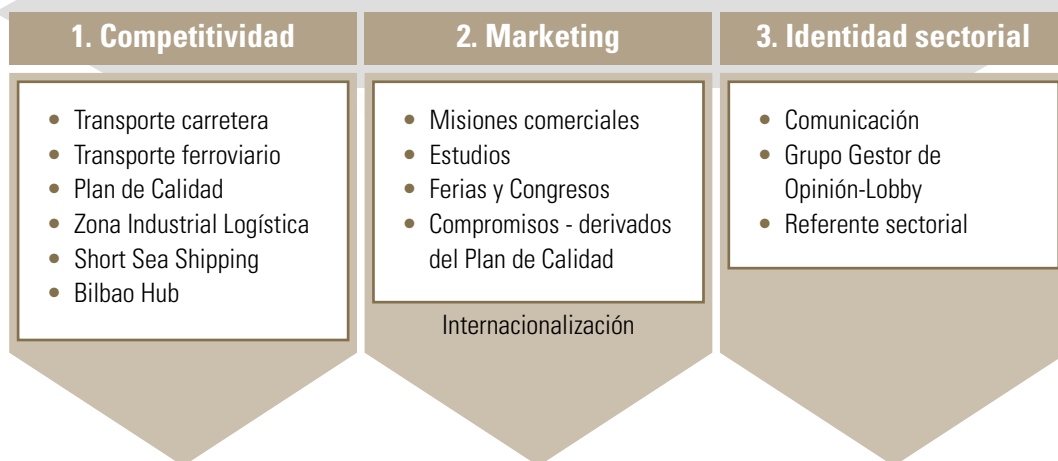 1. Competitividad
• Transporte carretera
• Transporte ferroviario
• Plan de Calidad
• Zona Industrial Logística
• Short Sea Shipping
• Bilbao Hub
2. Marketing
• Misiones comerciales
• Estudios
• Ferias y Congresos
• Compromisos - derivados
del Plan de Calidad
Internacionalización
3. Identidad sectorial
• Comunicación
• Grupo Gestor de
Opinión-Lobby
• Referente sectorial